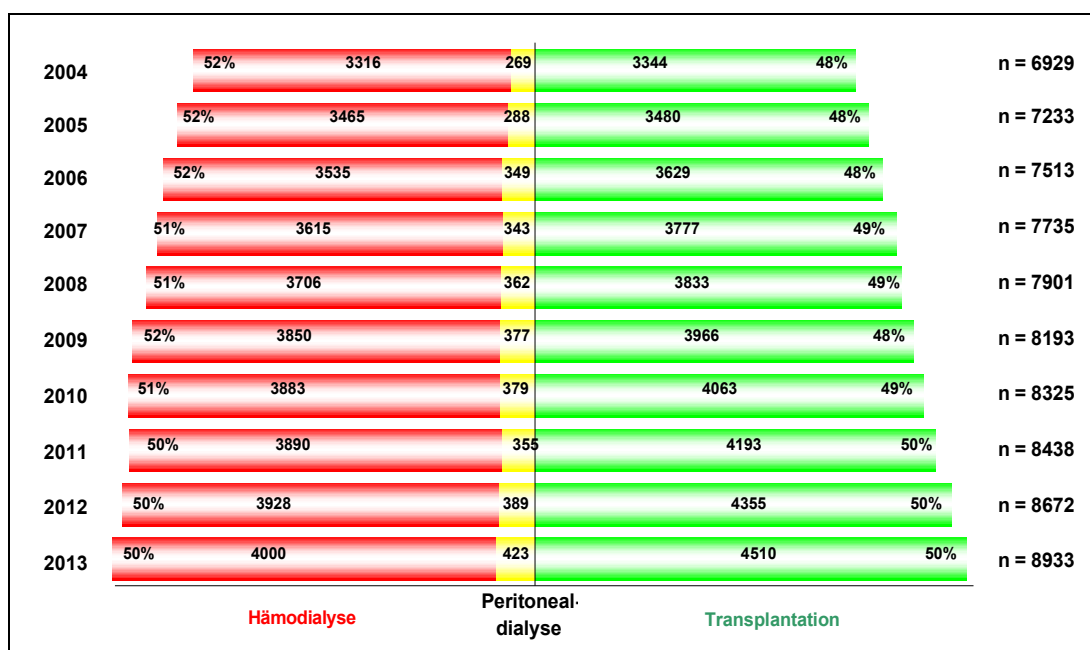 2004 52% 3316 269 3344 48% n = 6929
2005 52% 3465 288 3480 48% n = 7233
2006 52% 3535 349 3629 48% n = 7513
2007 51% 3615 343 3777 49% n = 7735
2008 51% 3706 362 3833 49% n = 7901
2009 52% 3850 377 3966 48% n = 8193
2010 51% 3883 379 4063 49% n = 8325
2011 50% 3890 355 4193 50% n = 8438
2012 50% 3928 389 4355 50% n = 8672
2013 50% 4000 423 4510 50% n = 8933
Hämodialyse
Peritoneal-
dialyse
Transplantation